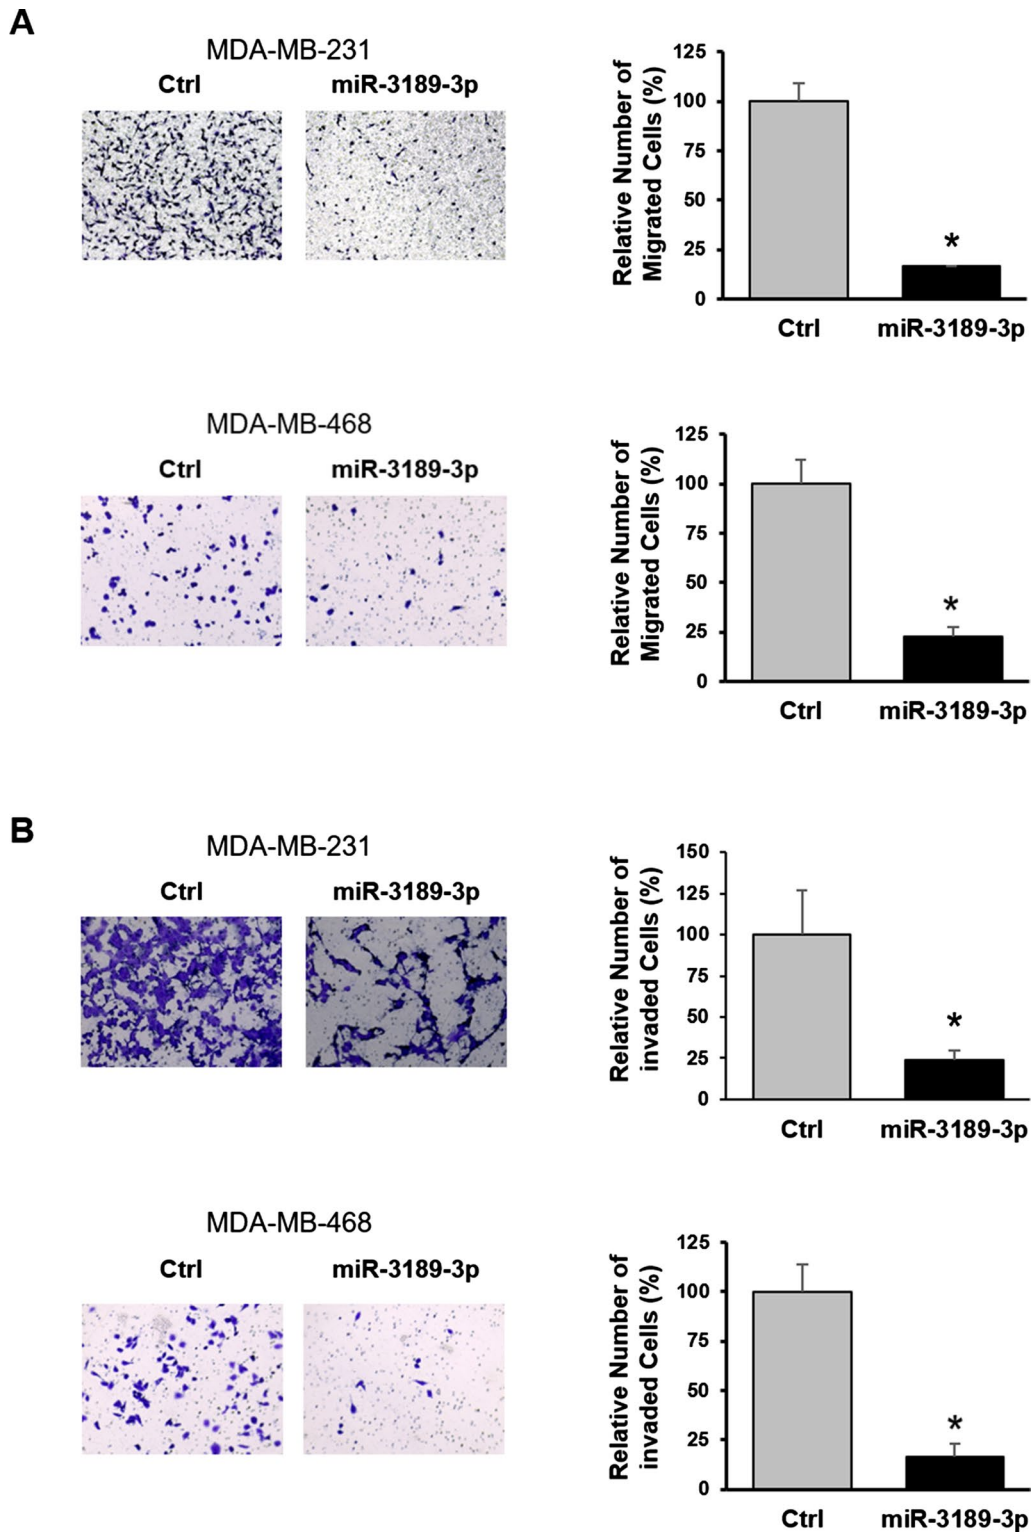 A
MDA-MB-231
Ctrl miR-3189-3p
Relative Number of
Migrated Cells (%)
125
100
75
50
25
0
*
Ctrl miR-3189-3p
MDA-MB-468
Ctrl miR-3189-3p
Relative Number of
Migrated Cells (%)
125
100
75
50
25
0
*
Ctrl miR-3189-3p
B
MDA-MB-231
Ctrl miR-3189-3p
Relative Number of
invaded Cells (%)
150
125
100
75
50
25
0
*
Ctrl miR-3189-3p
MDA-MB-468
Ctrl miR-3189-3p
Relative Number of
invaded Cells (%)
125
100
75
50
25
0
*
Ctrl miR-3189-3p